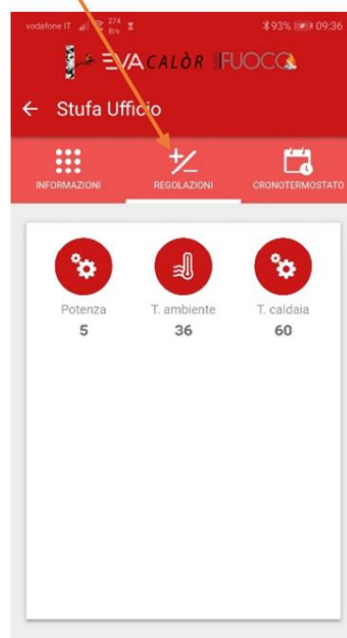 vodafone IT 274 B/s 93% 09:36
EVA CALÒR FUOCO
Stufa Ufficio
INFORMAZIONI REGOLAZIONI CRONOTERMOSTATO
Potenza T. ambiente T. caldaia
5 36 60